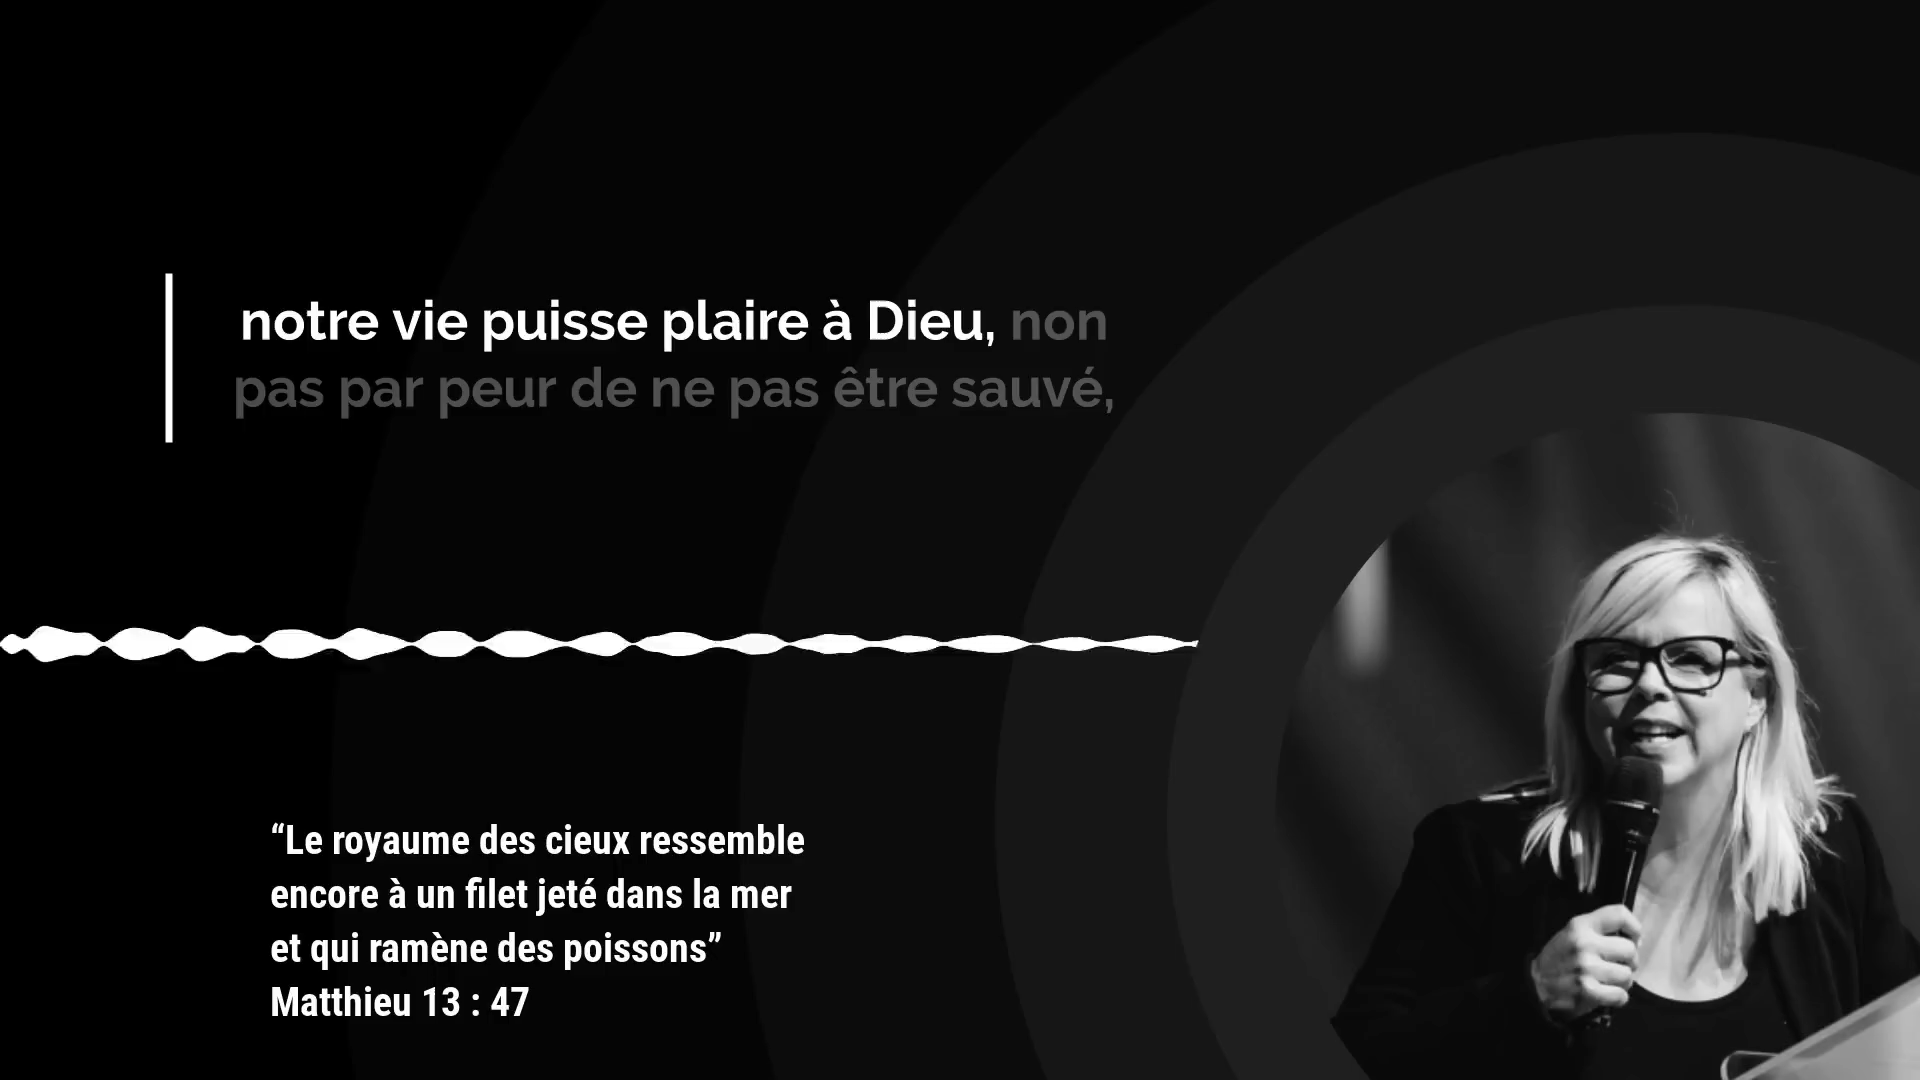 notre vie puisse plaire à Dieu, non
pas par peur de ne pas être sauvé,
“Le royaume des cieux ressemble
encore à un filet jeté dans la mer
et qui ramène des poissons”
Matthieu 13 : 47